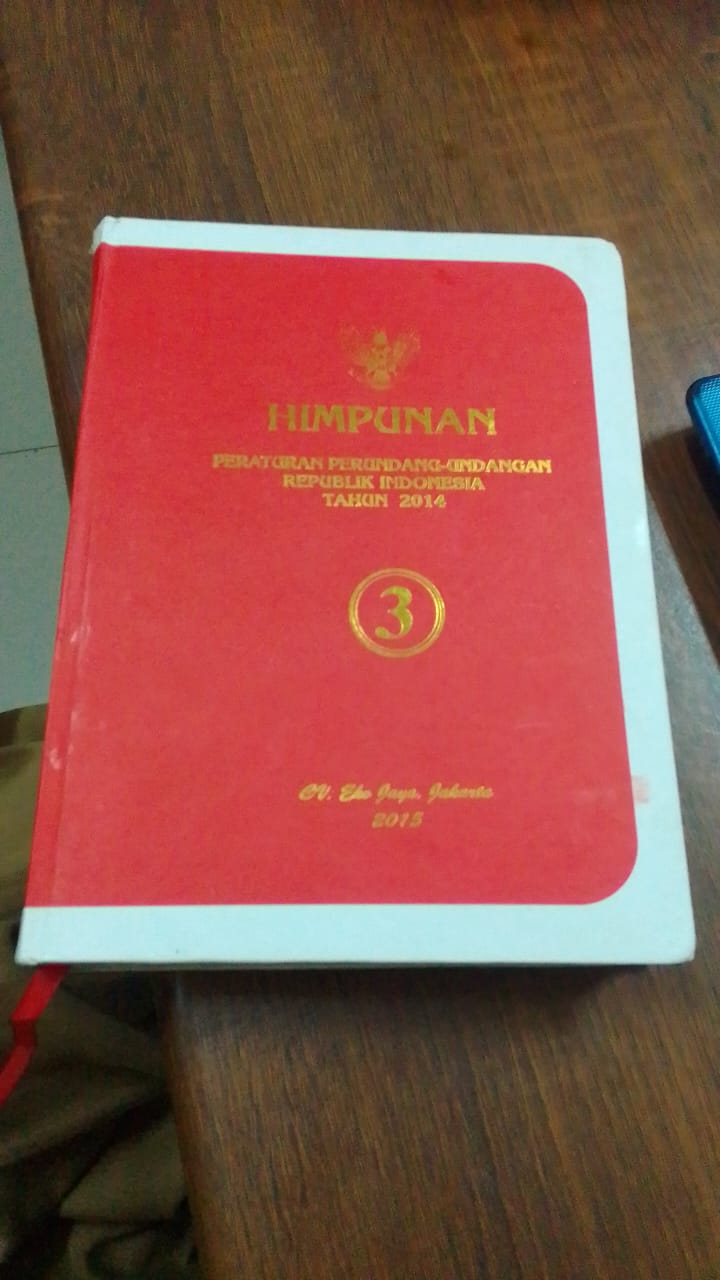 HIMPUNAN
PERATURAN PERUNDANG-UNDANGAN
REPUBLIK INDONESIA
TAHUN 2014
3
CV. Eko Jaya, Jakarta
2015